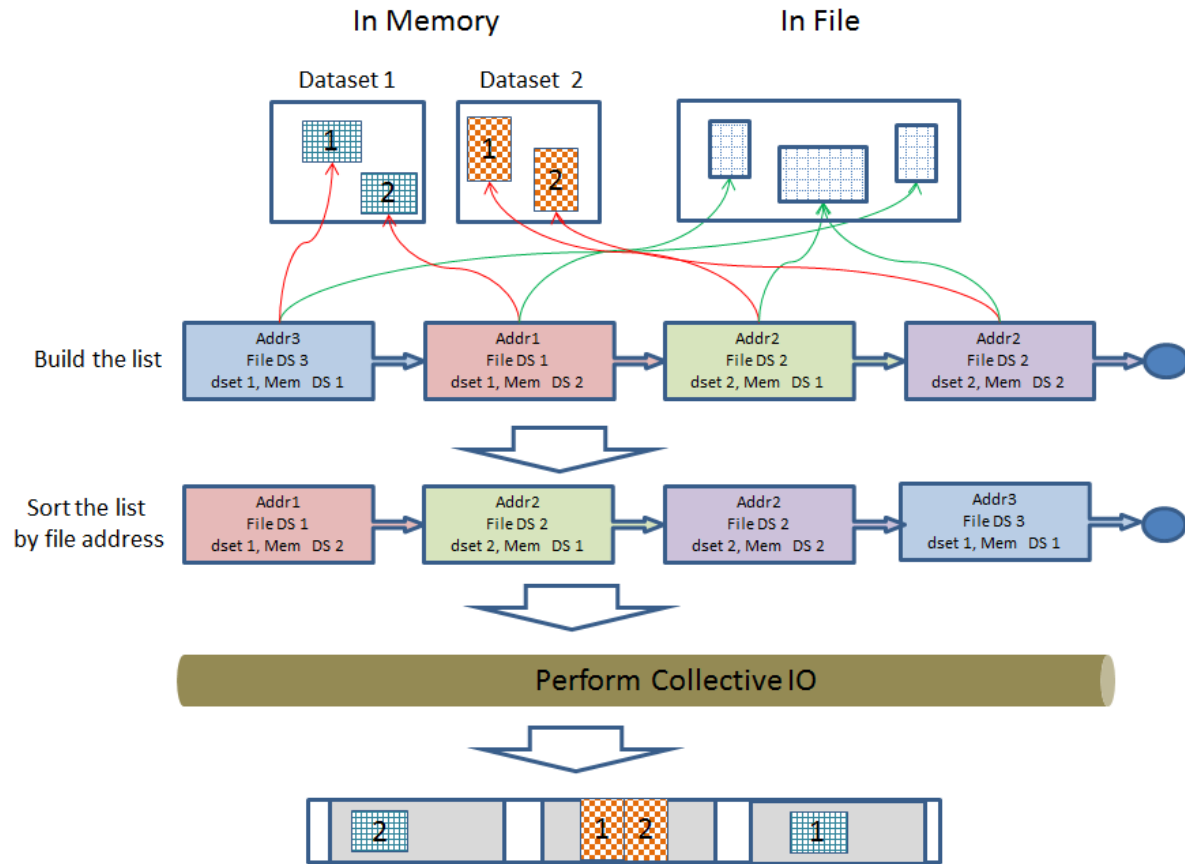 In Memory
In File
Dataset 1
Dataset 2
1
2
1
2
Build the list
Addr3
File DS 3
dset 1, Mem DS 1
Addr1
File DS 1
dset 1, Mem DS 2
Addr2
File DS 2
dset 2, Mem DS 1
Addr2
File DS 2
dset 2, Mem DS 2
Sort the list
by file address
Addr1
File DS 1
dset 1, Mem DS 2
Addr2
File DS 2
dset 2, Mem DS 1
Addr2
File DS 2
dset 2, Mem DS 2
Addr3
File DS 3
dset 1, Mem DS 1
Perform Collective IO
2
1
2
1